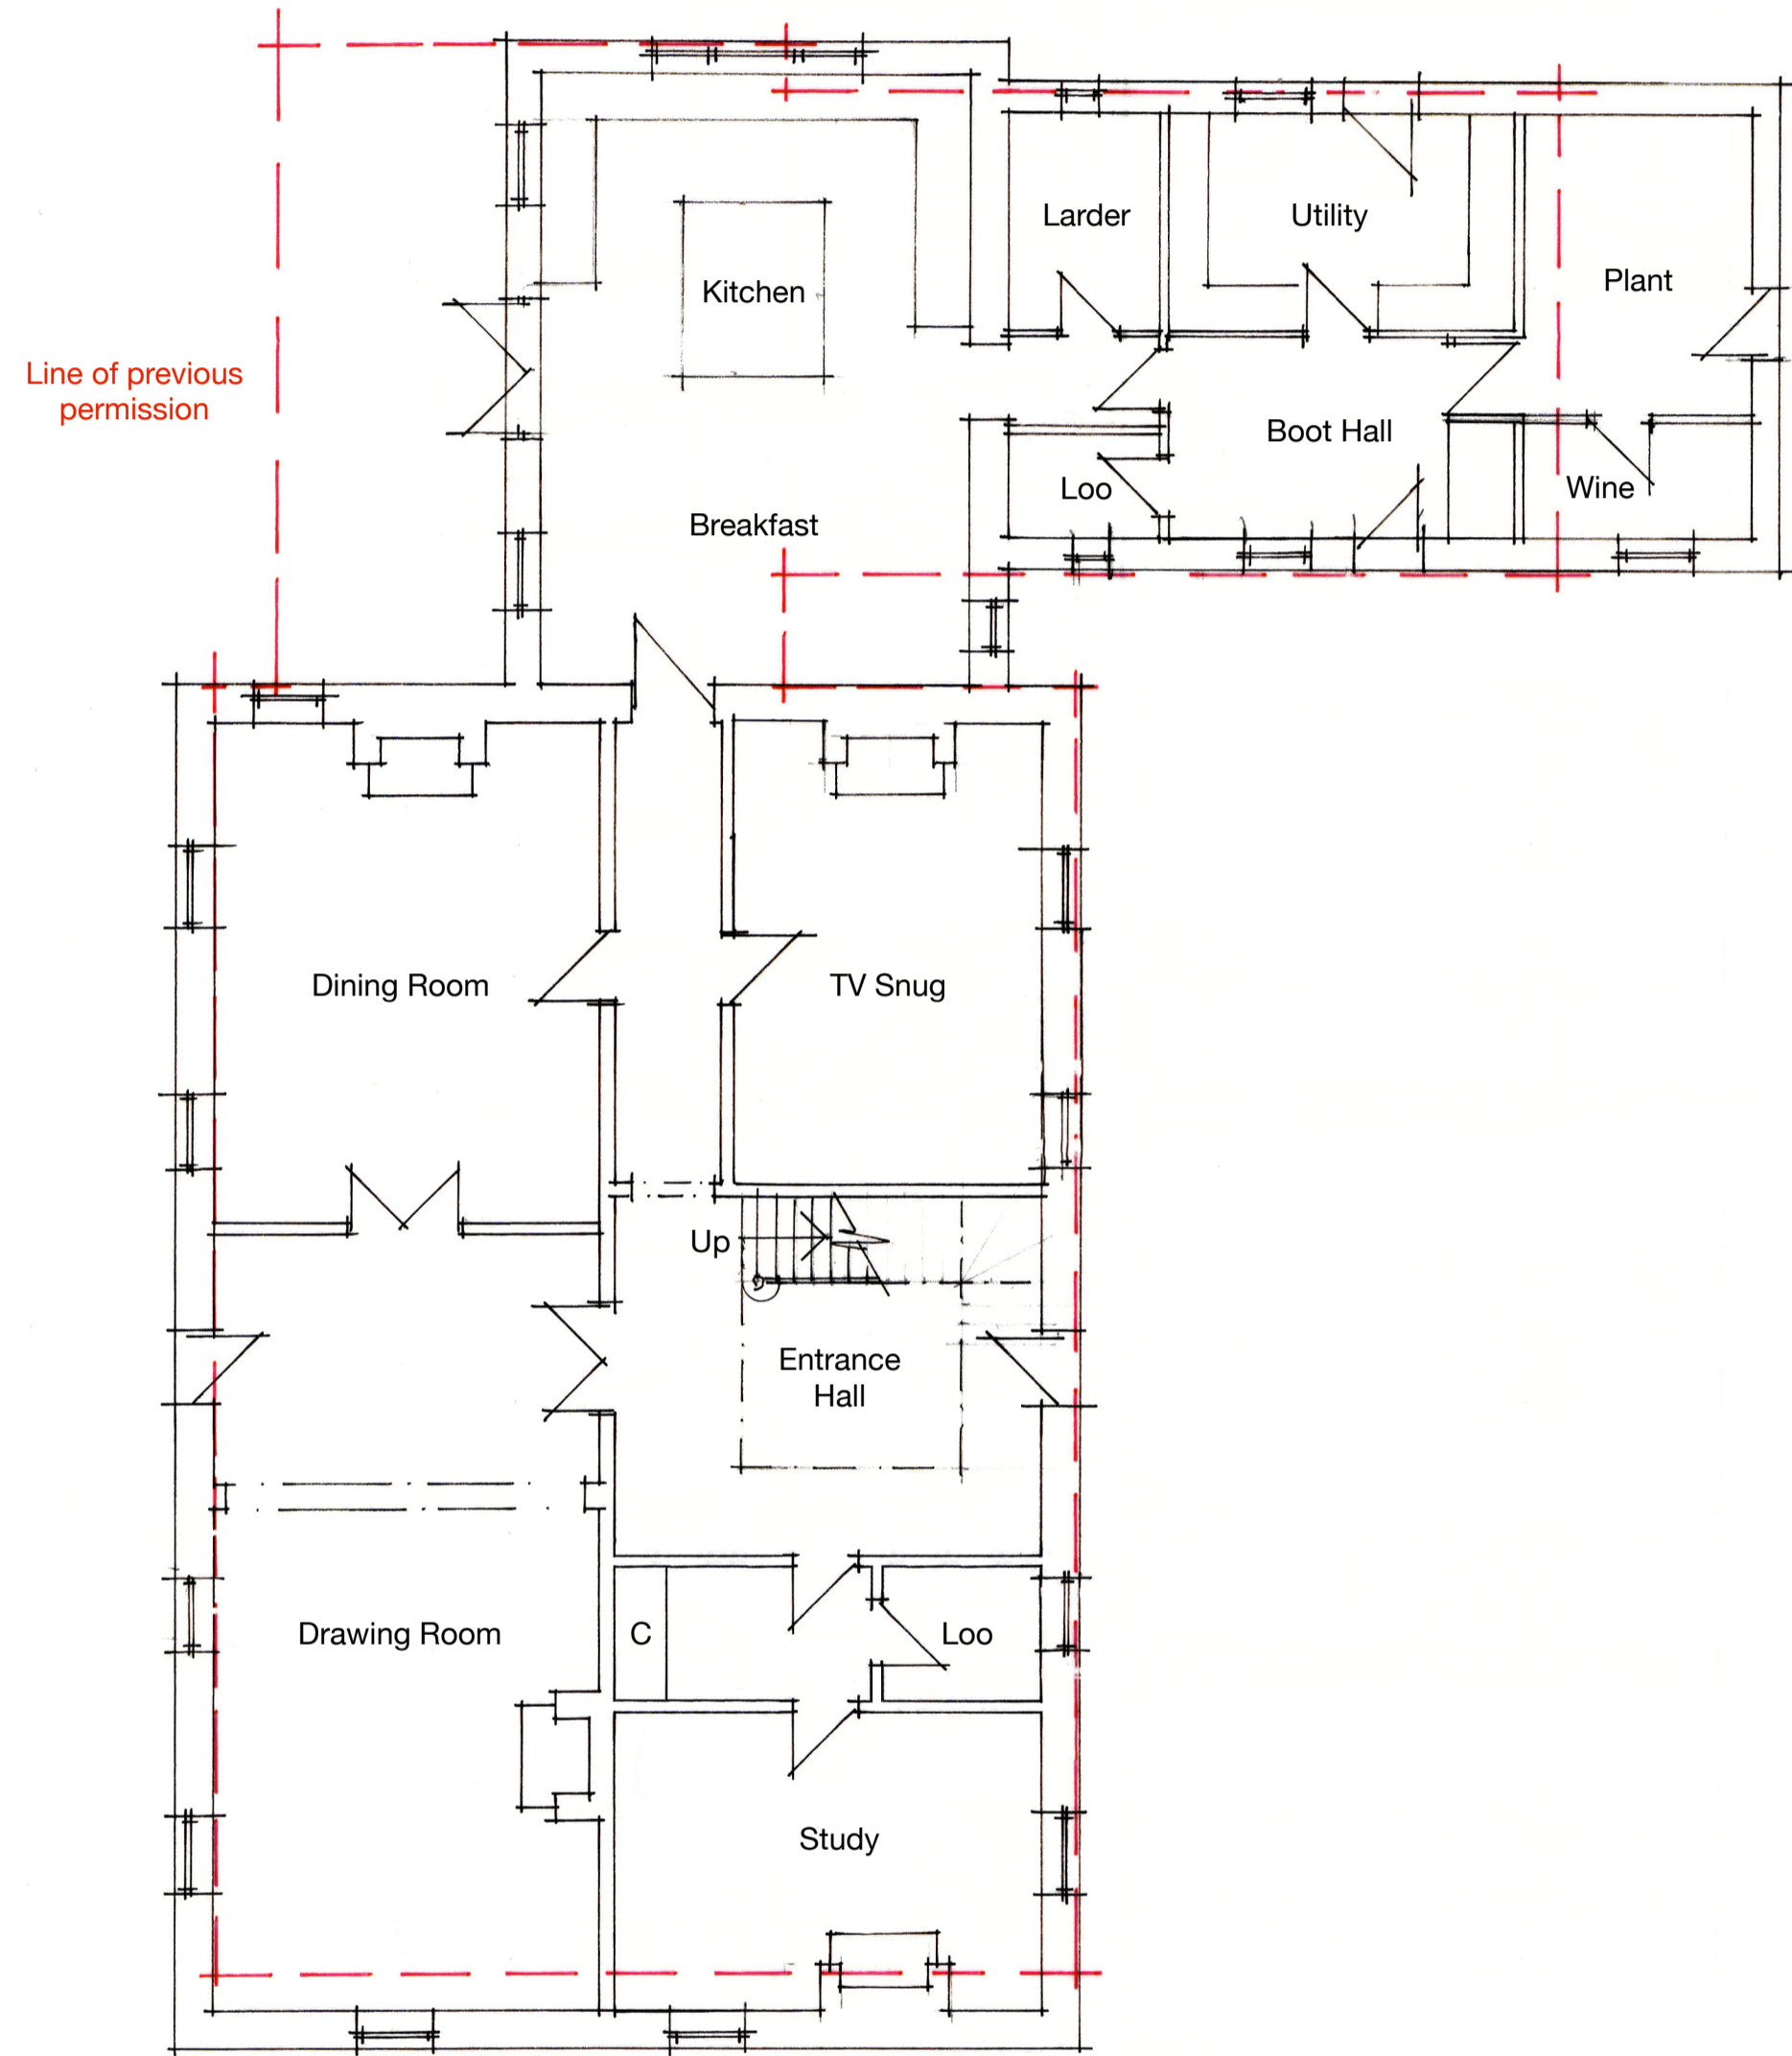 Larder
Utility
Plant
Kitchen
Line of previous
permission
Boot Hall
Loo
Wine
Breakfast
Dining Room
TV Snug
Up
Entrance
Hall
Drawing Room
C
Loo
Study